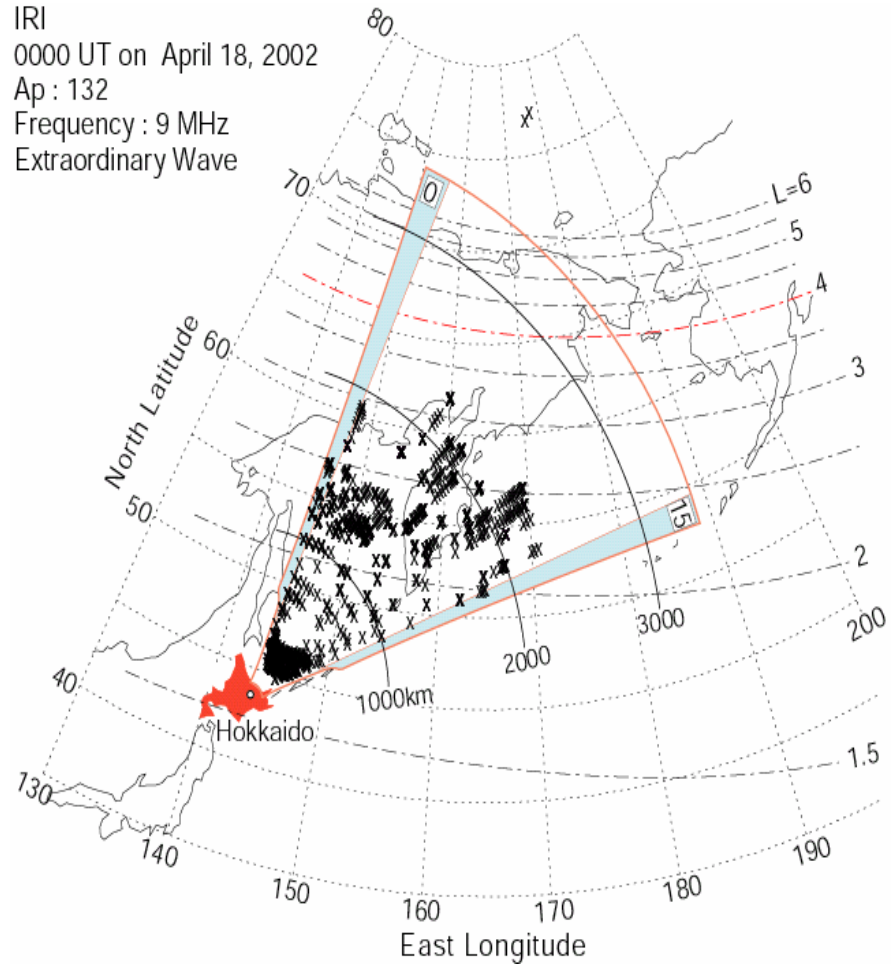 IRI
0000 UT on April 18, 2002
Ap : 132
Frequency : 9 MHz
Extraordinary Wave
80
70
60
50
40
North Latitude
0
15
L=6
5
4
3
2
1.5
1000km
2000
3000
Hokkaido
130
140
150
160
170
180
190
200
East Longitude